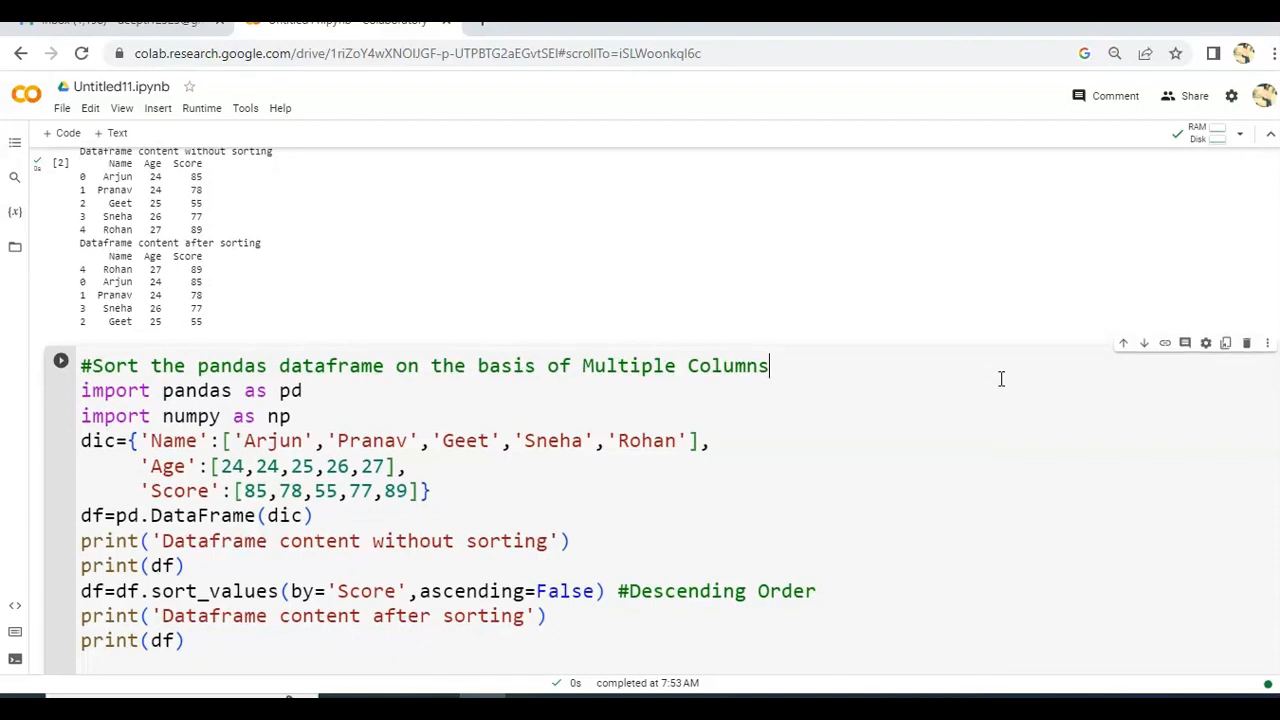 colab.research.google.com/drive/1riZoY4wXNOIJGF-p-UTPBTG2aEGvtSEI#scrollTo=iSLWoonkqI6c
Untitled11.ipynb
Comment
Share
File Edit View Insert Runtime Tools Help
+ Code + Text
RAM
Disk
Dataframe content without sorting
[2]
0s
Name Age Score
0 Arjun 24 85
1 Pranav 24 78
2 Geet 25 55
3 Sneha 26 77
4 Rohan 27 89
Dataframe content after sorting
Name Age Score
4 Rohan 27 89
0 Arjun 24 85
1 Pranav 24 78
3 Sneha 26 77
2 Geet 25 55
#Sort the pandas dataframe on the basis of Multiple Columns
import pandas as pd
import numpy as np
dic={'Name':['Arjun','Pranav','Geet','Sneha','Rohan'],
'Age':[24,24,25,26,27],
'Score':[85,78,55,77,89]}
df=pd.DataFrame(dic)
print('Dataframe content without sorting')
print(df)
df=df.sort_values(by='Score',ascending=False) #Descending Order
print('Dataframe content after sorting')
print(df)
0s completed at 7:53 AM